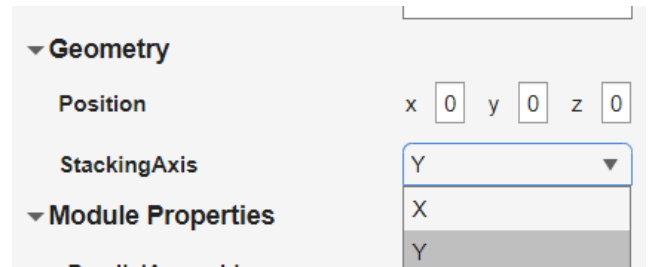 Geometry
Position x 0 y 0 z 0
StackingAxis Y
X
Module Properties
Y